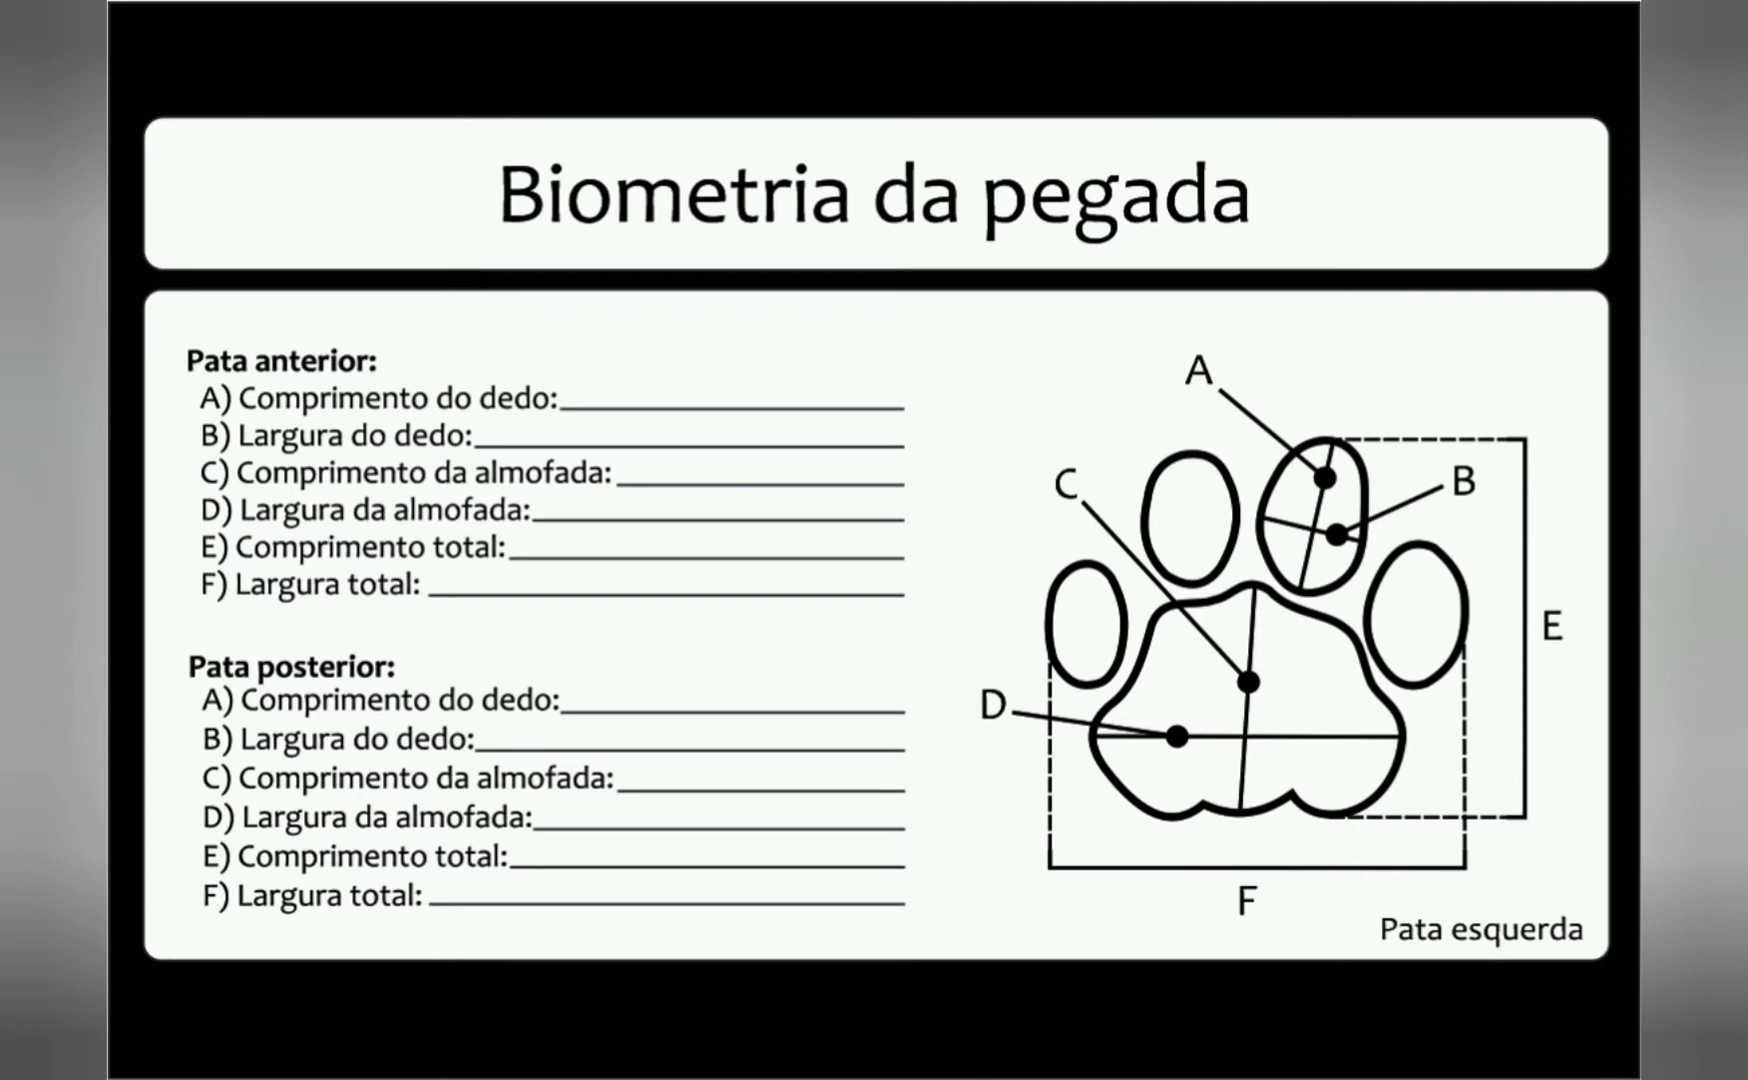 Biometria da pegada
Pata anterior:
A) Comprimento do dedo:
B) Largura do dedo:
C) Comprimento da almofada:
D) Largura da almofada:
E) Comprimento total:
F) Largura total:
Pata posterior:
A) Comprimento do dedo:
B) Largura do dedo:
C) Comprimento da almofada:
D) Largura da almofada:
E) Comprimento total:
F) Largura total:
A
C
B
E
D
F
Pata esquerda